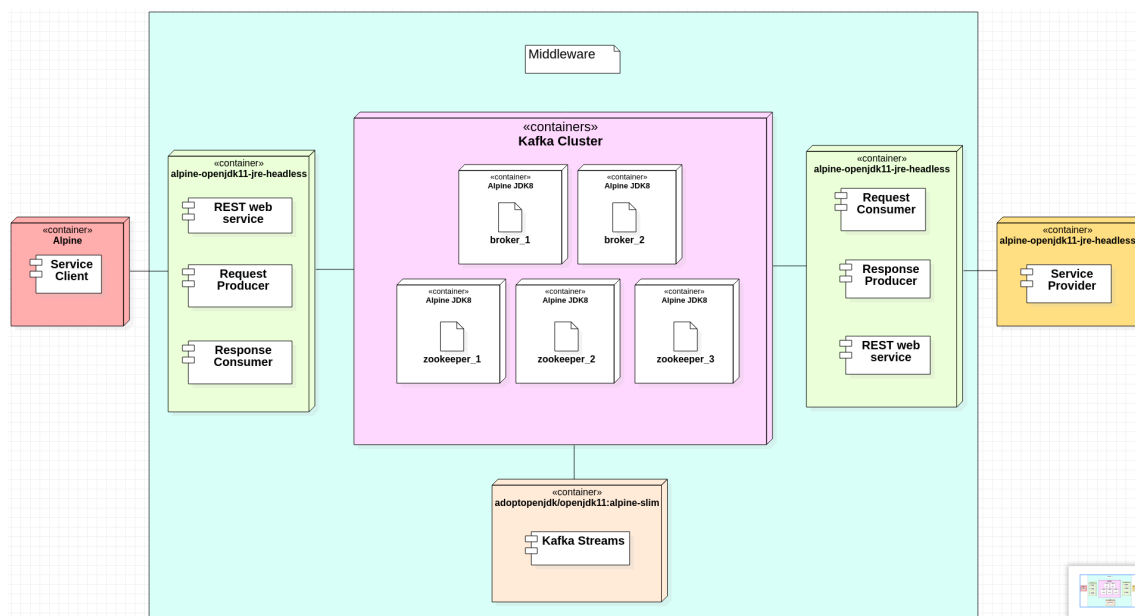 Middleware
«containers»
Kafka Cluster
«container»
Alpine
Service
Client
«container»
alpine-openjdk11-jre-headless
REST web
service
Request
Producer
Response
Consumer
«container»
Alpine JDK8
broker_1
«container»
Alpine JDK8
broker_2
«container»
Alpine JDK8
zookeeper_1
«container»
Alpine JDK8
zookeeper_2
«container»
Alpine JDK8
zookeeper_3
«container»
alpine-openjdk11-jre-headless
Request
Consumer
Response
Producer
REST web
service
«container»
alpine-openjdk11-jre-headless
Service
Provider
«container»
adoptopenjdk/openjdk11:alpine-slim
Kafka Streams